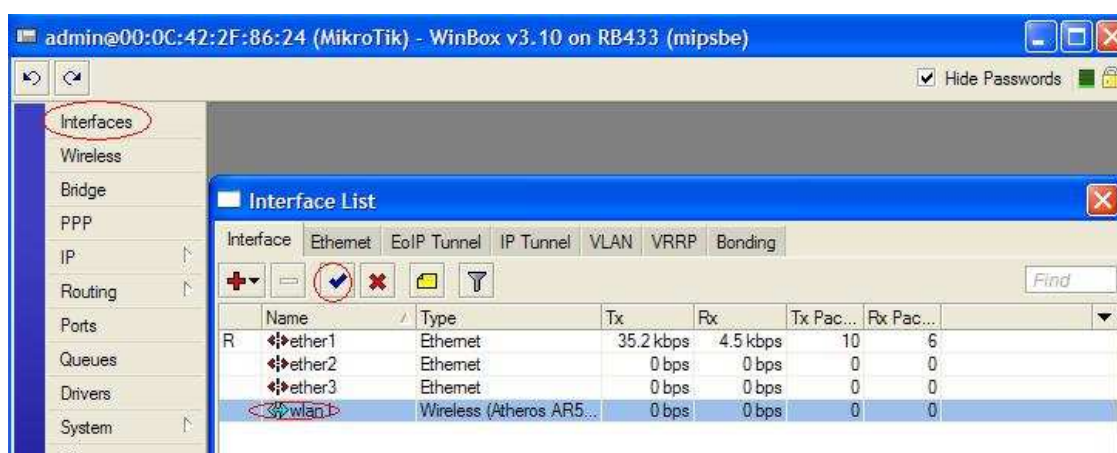 admin@00:0C:42:2F:86:24 (MikroTik) - WinBox v3.10 on RB433 (mipsbe)
Hide Passwords
Interfaces
Wireless
Bridge
PPP
IP
Routing
Ports
Queues
Drivers
System
Interface List
Interface Ethernet EoIP Tunnel IP Tunnel VLAN VRRP Bonding
Find
Name Type Tx Rx Tx Pac... Rx Pac...
R ether1 Ethernet 35.2 kbps 4.5 kbps 10 6
ether2 Ethernet 0 bps 0 bps 0 0
ether3 Ethernet 0 bps 0 bps 0 0
wlan1 Wireless (Atheros AR5... 0 bps 0 bps 0 0